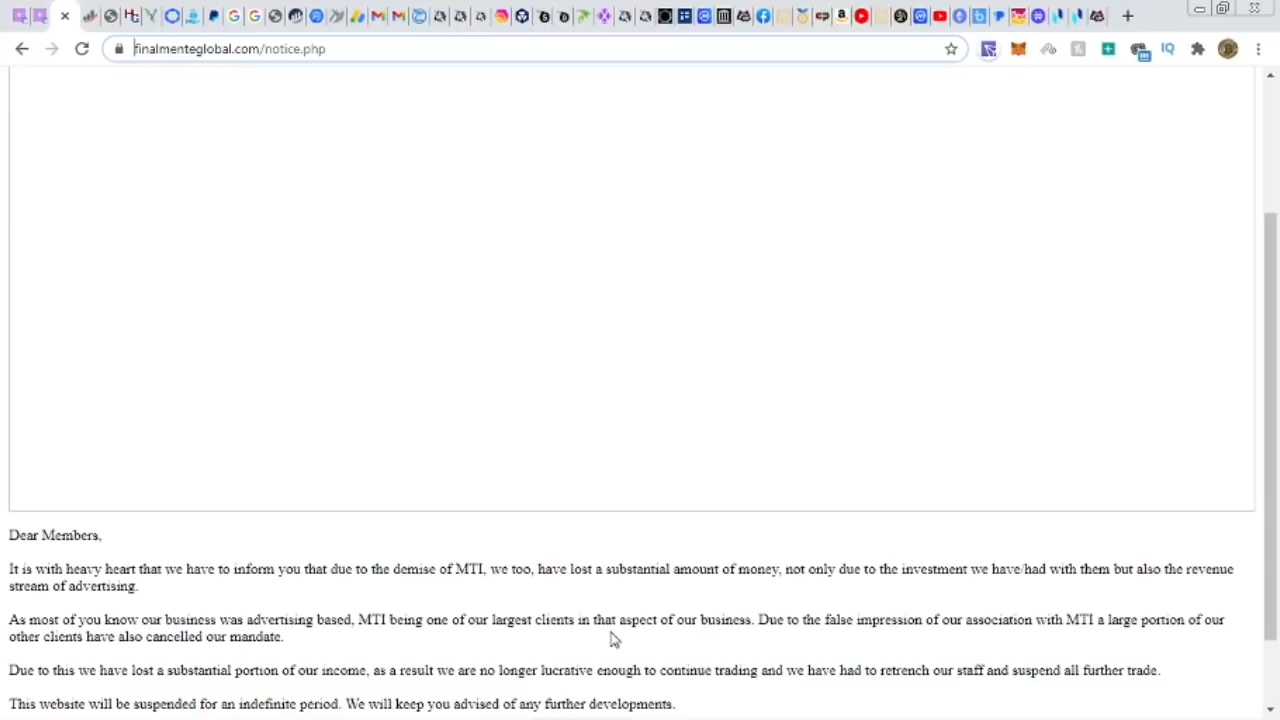 finalmenteglobal.com/notice.php
Dear Members,
It is with heavy heart that we have to inform you that due to the demise of MTI, we too, have lost a substantial amount of money, not only due to the investment we have/had with them but also the revenue
stream of advertising.
As most of you know our business was advertising based, MTI being one of our largest clients in that aspect of our business. Due to the false impression of our association with MTI a large portion of our
other clients have also cancelled our mandate.
Due to this we have lost a substantial portion of our income, as a result we are no longer lucrative enough to continue trading and we have had to retrench our staff and suspend all further trade.
This website will be suspended for an indefinite period. We will keep you advised of any further developments.